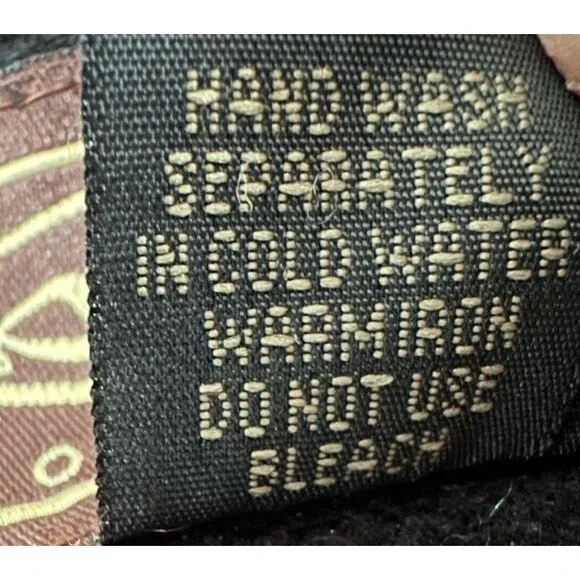 HAND WASH
SEPARATELY
IN COLD WATER
WARM IRON
DO NOT USE
BLEACH